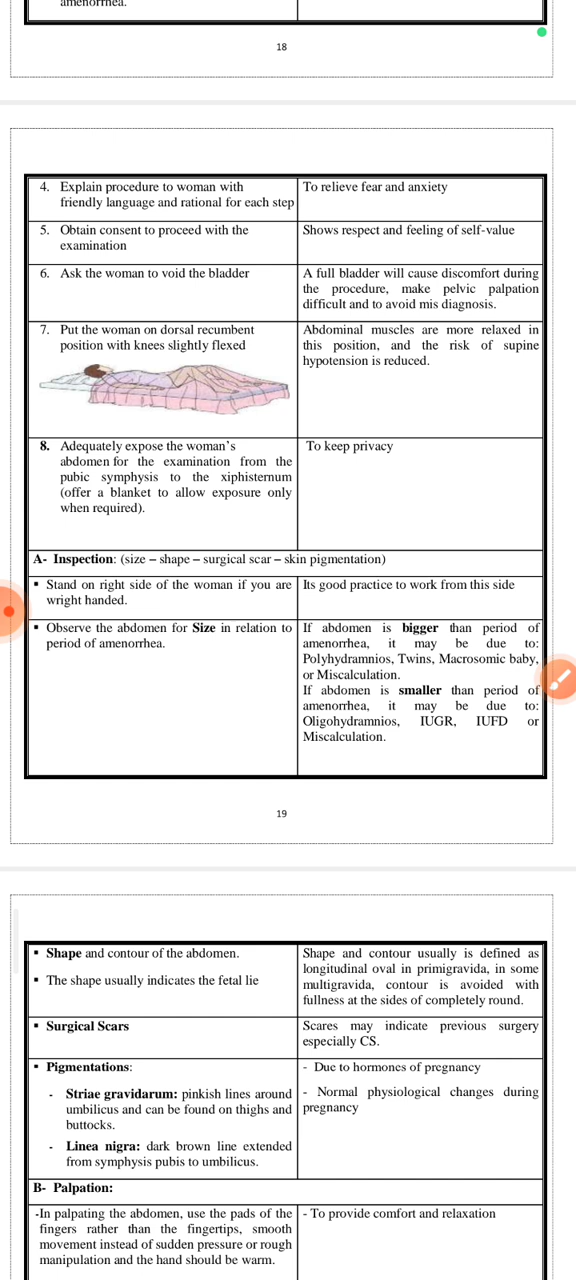 amenorrhea.
18
4. Explain procedure to woman with
friendly language and rational for each step
To relieve fear and anxiety
5. Obtain consent to proceed with the
examination
Shows respect and feeling of self-value
6. Ask the woman to void the bladder
A full bladder will cause discomfort during
the procedure, make pelvic palpation
difficult and to avoid mis diagnosis.
7. Put the woman on dorsal recumbent
position with knees slightly flexed
Abdominal muscles are more relaxed in
this position, and the risk of supine
hypotension is reduced.
8. Adequately expose the woman's
abdomen for the examination from the
pubic symphysis to the xiphisternum
(offer a blanket to allow exposure only
when required).
To keep privacy
A- Inspection: (size – shape – surgical scar – skin pigmentation)
▪ Stand on right side of the woman if you are
wright handed.
Its good practice to work from this side
▪ Observe the abdomen for Size in relation to
period of amenorrhea.
If abdomen is bigger than period of
amenorrhea, it may be due to:
Polyhydramnios, Twins, Macrosomic baby,
or Miscalculation.
If abdomen is smaller than period of
amenorrhea, it may be due to:
Oligohydramnios, IUGR, IUFD or
Miscalculation.
19
▪ Shape and contour of the abdomen.
▪ The shape usually indicates the fetal lie
Shape and contour usually is defined as
longitudinal oval in primigravida, in some
multigravida, contour is avoided with
fullness at the sides of completely round.
▪ Surgical Scars
Scares may indicate previous surgery
especially CS.
▪ Pigmentations:
- Striae gravidarum: pinkish lines around
umbilicus and can be found on thighs and
buttocks.
- Linea nigra: dark brown line extended
from symphysis pubis to umbilicus.
- Due to hormones of pregnancy
- Normal physiological changes during
pregnancy
B- Palpation:
-In palpating the abdomen, use the pads of the
fingers rather than the fingertips, smooth
movement instead of sudden pressure or rough
manipulation and the hand should be warm.
- To provide comfort and relaxation